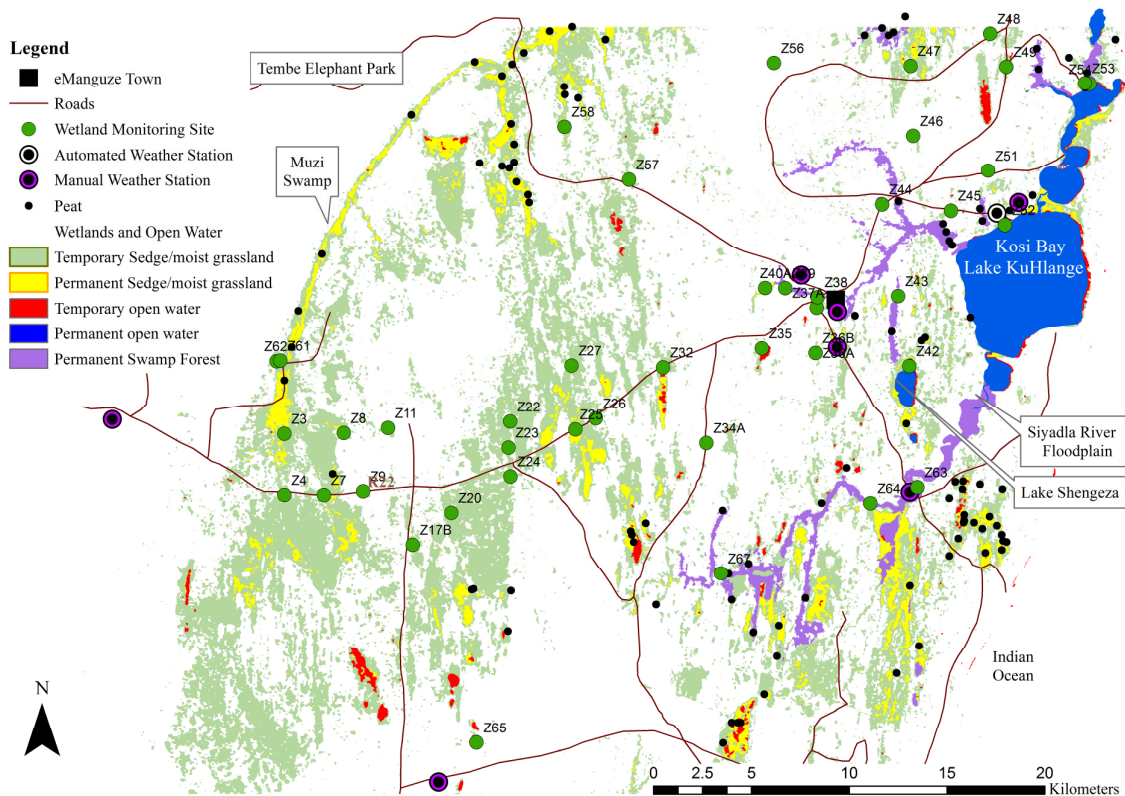 Legend
eManguze Town
Roads
Wetland Monitoring Site
Automated Weather Station
Manual Weather Station
Peat
Wetlands and Open Water
Temporary Sedge/moist grassland
Permanent Sedge/moist grassland
Temporary open water
Permanent open water
Permanent Swamp Forest
Tembe Elephant Park
Muzi
Swamp
Z48
Z56
Z47
Z49
Z53
Z58
Z46
Z57
Z51
Z44
Z45
Z52
Kosi Bay
Lake KuHlange
Z40A
Z38
Z37A
Z43
Z35
Z36B
Z62
Z61
Z27
Z32
Z42
Z3
Z8
Z11
Z22
Z26
Z25
Z23
Z34A
Siyadla River
Floodplain
Z24
Z4
Z7
Z9
R22
Z63
Z64
Lake Shengeza
Z20
Z17B
Z67
Indian
Ocean
N
Z65
0 2.5 5 10 15 20
Kilometers